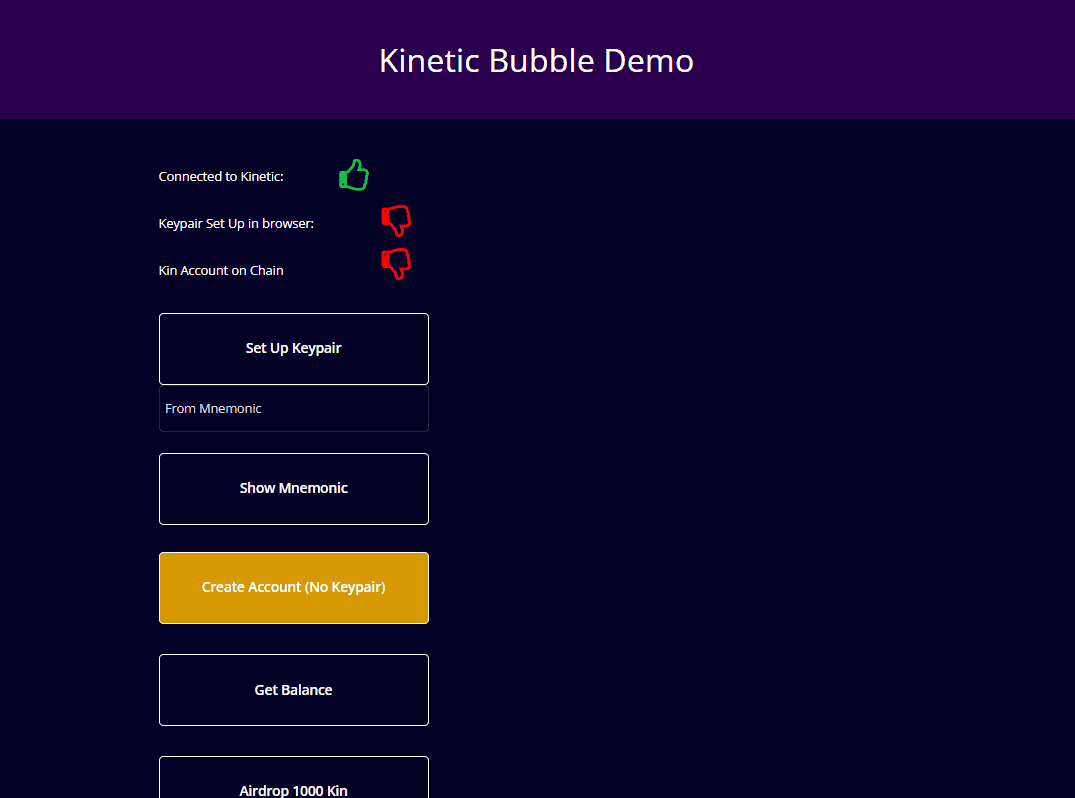 Kinetic Bubble Demo
Connected to Kinetic:
Keypair Set Up in browser:
Kin Account on Chain
Set Up Keypair
From Mnemonic
Show Mnemonic
Create Account (No Keypair)
Get Balance
Airdrop 1000 Kin